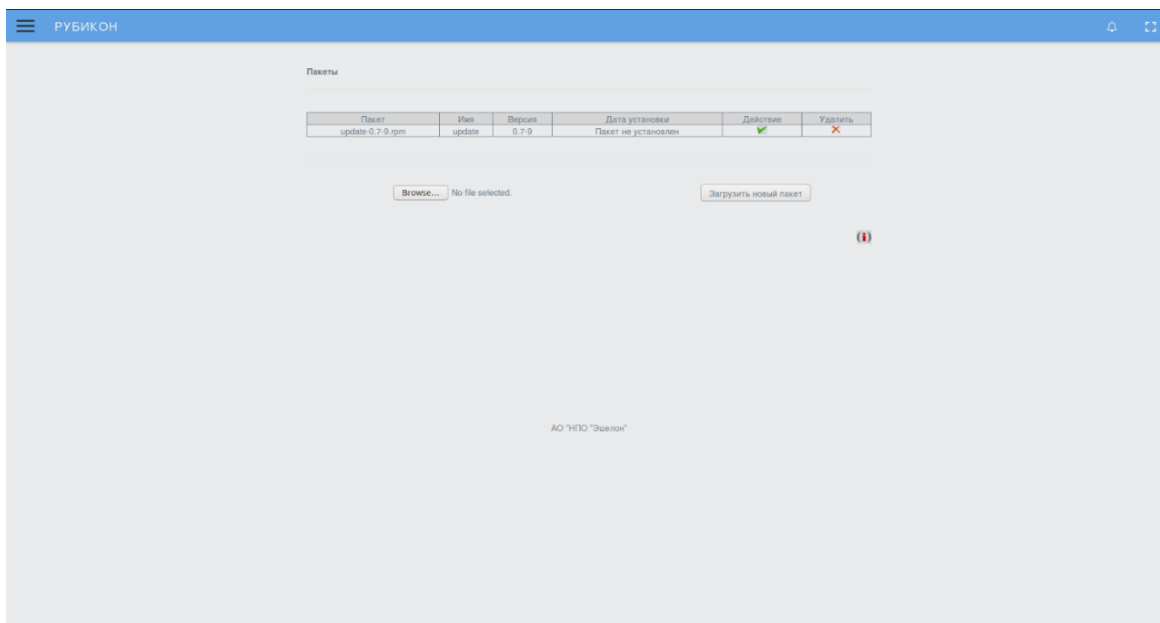 РУБИКОН
Пакеты
Пакет Имя Версия Дата установки Действие Удалить
update-0.7-9.rpm update 0.7-9 Пакет не установлен
Browse... No file selected. Загрузить новый пакет
АО "НПО "Эшелон"